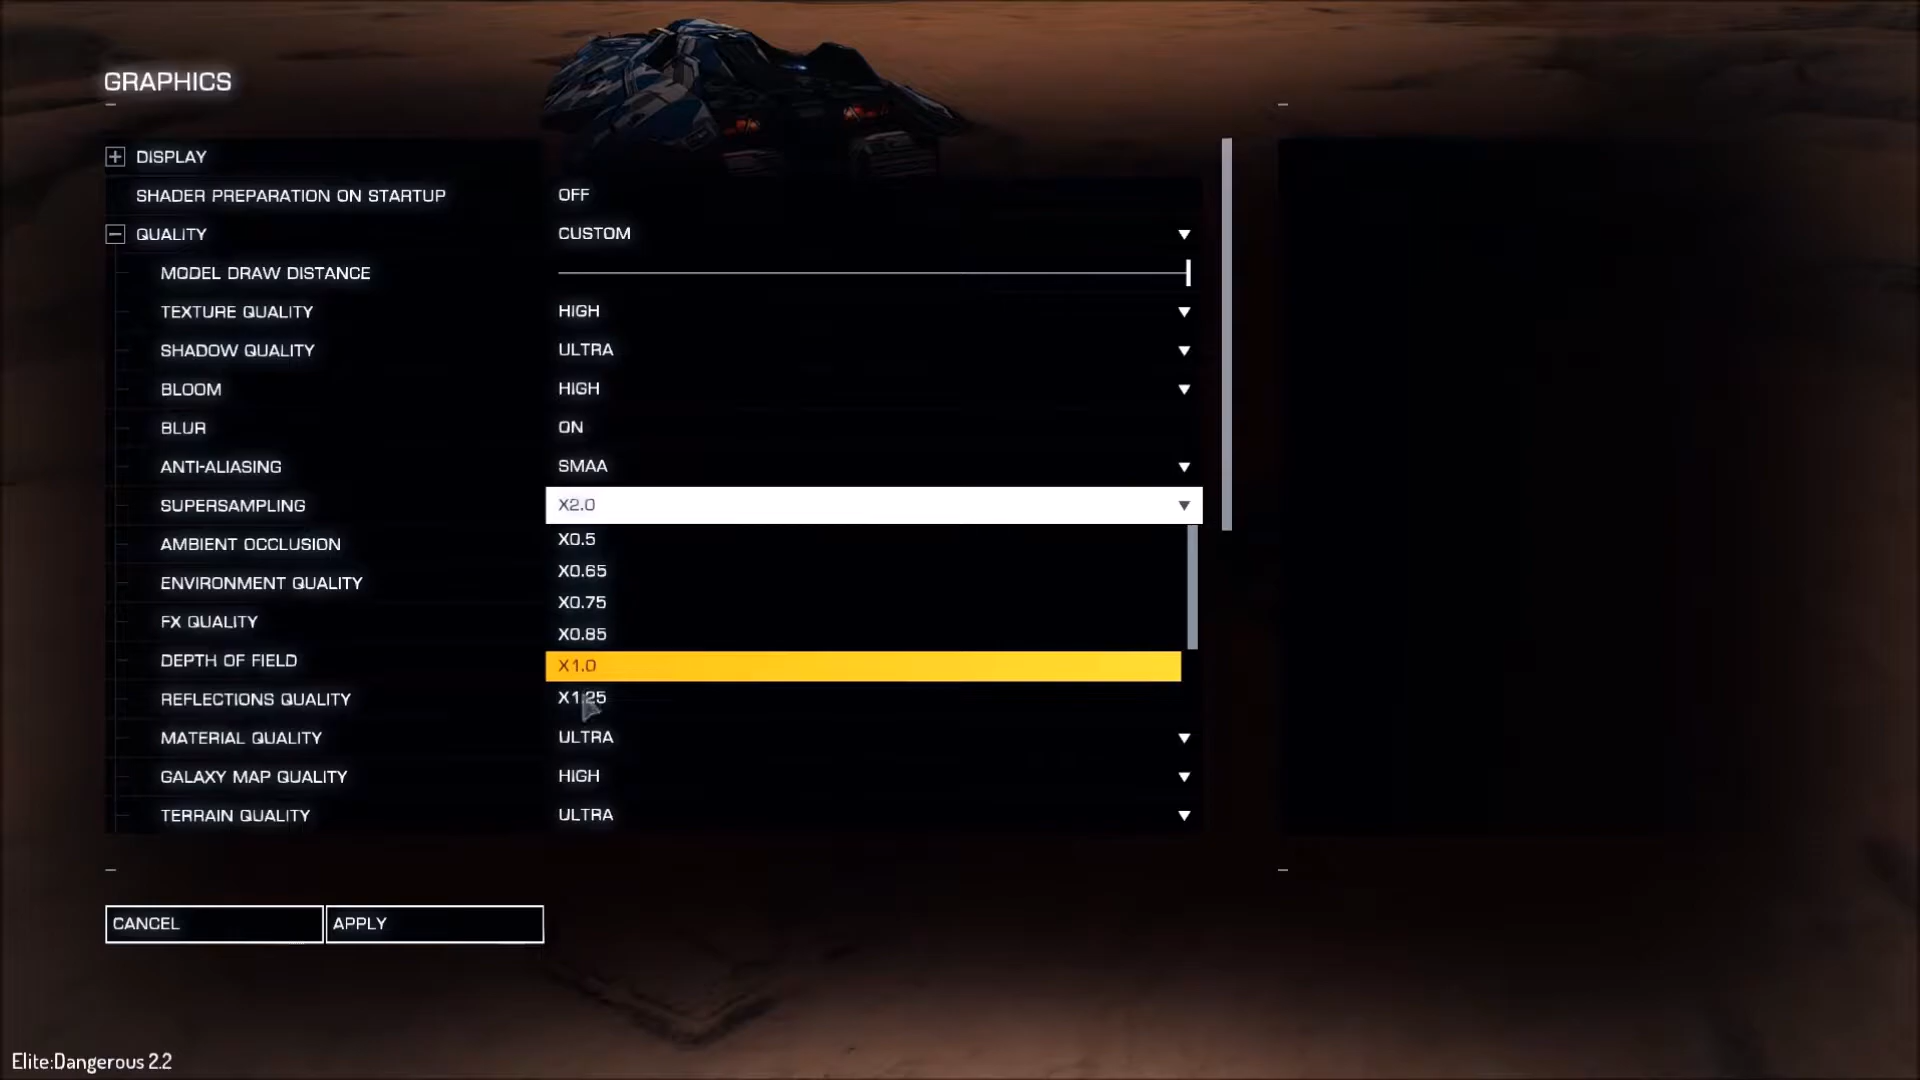 GRAPHICS
DISPLAY
SHADER PREPARATION ON STARTUP OFF
QUALITY CUSTOM
MODEL DRAW DISTANCE
TEXTURE QUALITY HIGH
SHADOW QUALITY ULTRA
BLOOM HIGH
BLUR ON
ANTI-ALIASING SMAA
SUPERSAMPLING X2.0
AMBIENT OCCLUSION X0.5
X0.65
ENVIRONMENT QUALITY X0.75
FX QUALITY X0.85
DEPTH OF FIELD X1.0
REFLECTIONS QUALITY X1.25
MATERIAL QUALITY ULTRA
GALAXY MAP QUALITY HIGH
TERRAIN QUALITY ULTRA
CANCEL APPLY
Elite:Dangerous 2.2